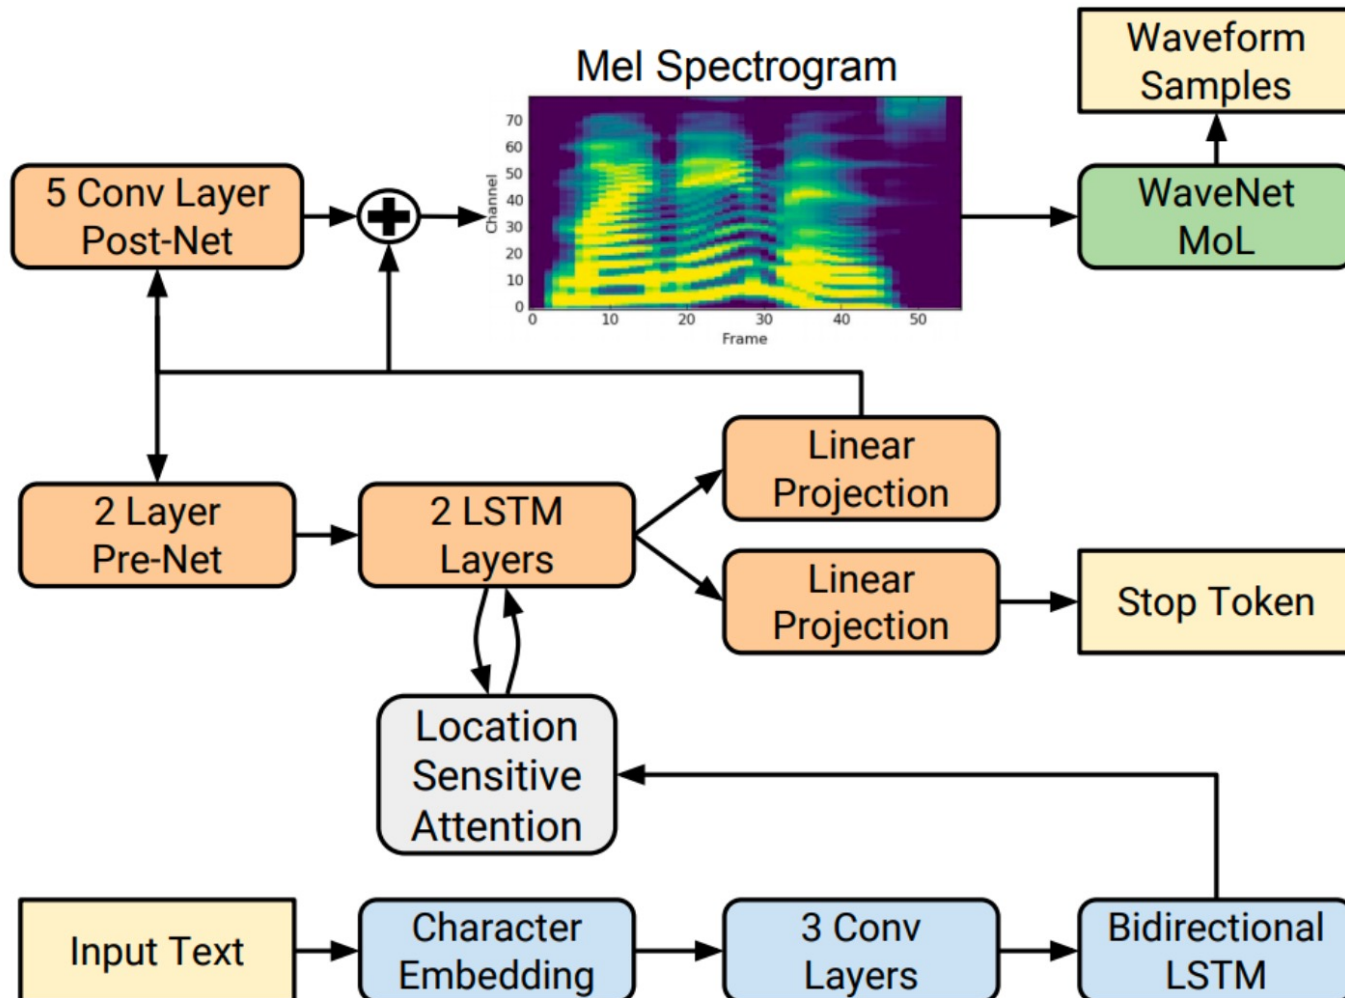 Waveform
Samples
Mel Spectrogram
70
60
50
40
30
20
10
0
Channel
0 10 20 30 40 50
Frame
5 Conv Layer
Post-Net
WaveNet
MoL
Linear
Projection
2 Layer
Pre-Net
2 LSTM
Layers
Linear
Projection
Stop Token
Location
Sensitive
Attention
Input Text
Character
Embedding
3 Conv
Layers
Bidirectional
LSTM